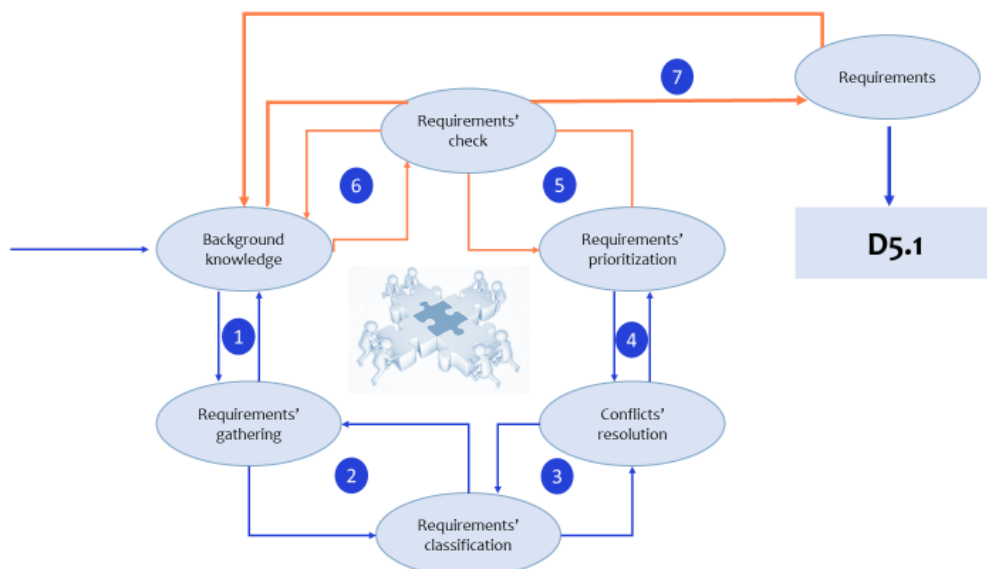 Requirements
7
Requirements'
check
6
5
Background
knowledge
Requirements'
prioritization
D5.1
1
4
Requirements'
gathering
Conflicts'
resolution
2
3
Requirements'
classification